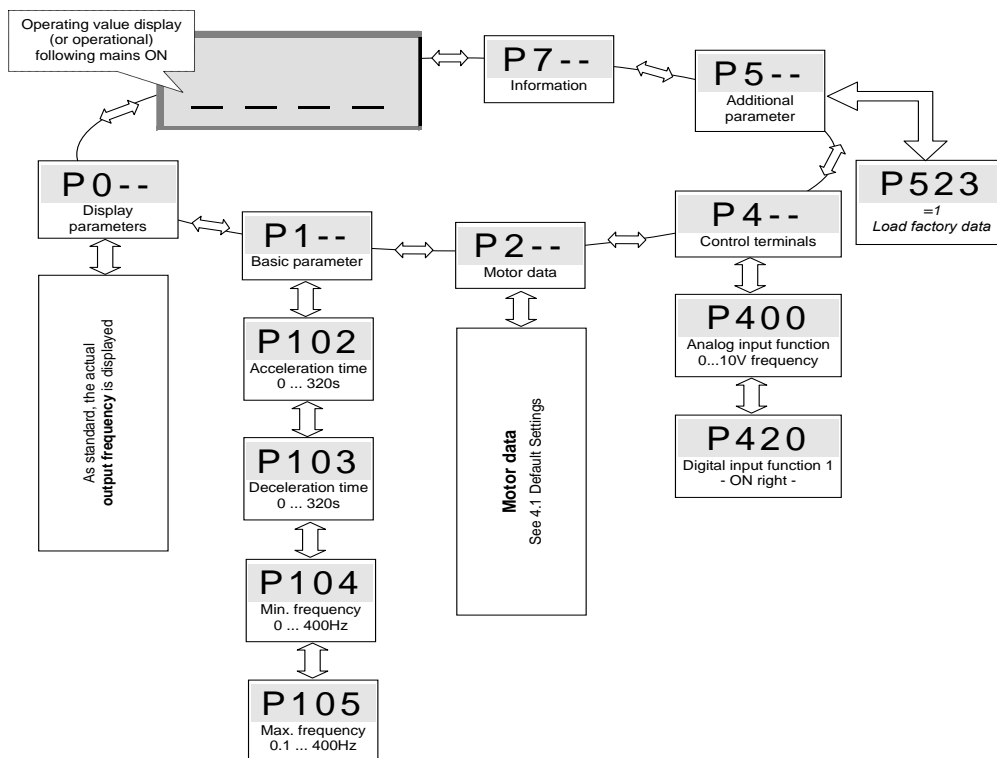 Operating value display
(or operational)
following mains ON
_ _ _ _
P7--
Information
P5--
Additional
parameter
P523
=1
Load factory data
P0--
Display
parameters
As standard, the actual
output frequency is displayed
P1--
Basic parameter
P102
Acceleration time
0 ... 320s
P103
Deceleration time
0 ... 320s
P104
Min. frequency
0 ... 400Hz
P105
Max. frequency
0.1 ... 400Hz
P2--
Motor data
Motor data
See 4.1 Default Settings
P4--
Control terminals
P400
Analog input function
0...10V frequency
P420
Digital input function 1
- ON right -